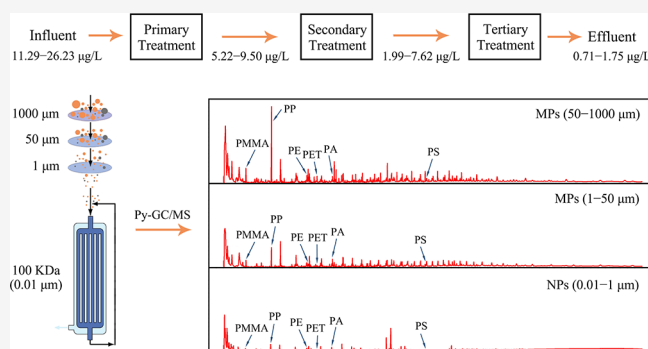 Influent
Primary
Treatment
Secondary
Treatment
Tertiary
Treatment
Effluent
11.29−26.23 μg/L
5.22−9.50 μg/L
1.99−7.62 μg/L
0.71−1.75 μg/L
1000 μm
50 μm
1 μm
100 KDa
(0.01 μm)
Py-GC/MS
MPs (50−1000 μm)
PMMA
PP
PE
PET
PA
PS
MPs (1−50 μm)
PMMA
PP
PE
PET
PA
PS
NPs (0.01−1 μm)
PMMA
PP
PE
PET
PA
PS